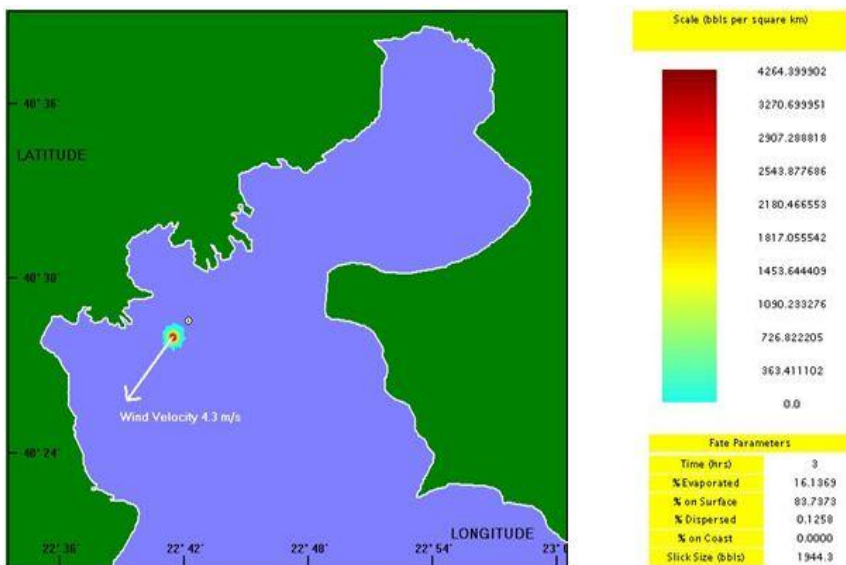 40° 36'
LATITUDE
40° 30'
Wind Velocity 4.3 m/s
40° 24'
LONGITUDE
22° 36' 22° 42' 22° 48' 22° 54' 23° 0
Scale (bbls per square km)
4264.399902
3270.699951
2907.288818
2543.877686
2180.466553
1817.055542
1453.644409
1090.233276
726.822205
363.411102
0.0
Fate Parameters
Time (hrs) 3
% Evaporated 16.1369
% on Surface 83.7373
% Dispersed 0.1258
% on Coast 0.0000
Slick Size (bbls) 1944.3